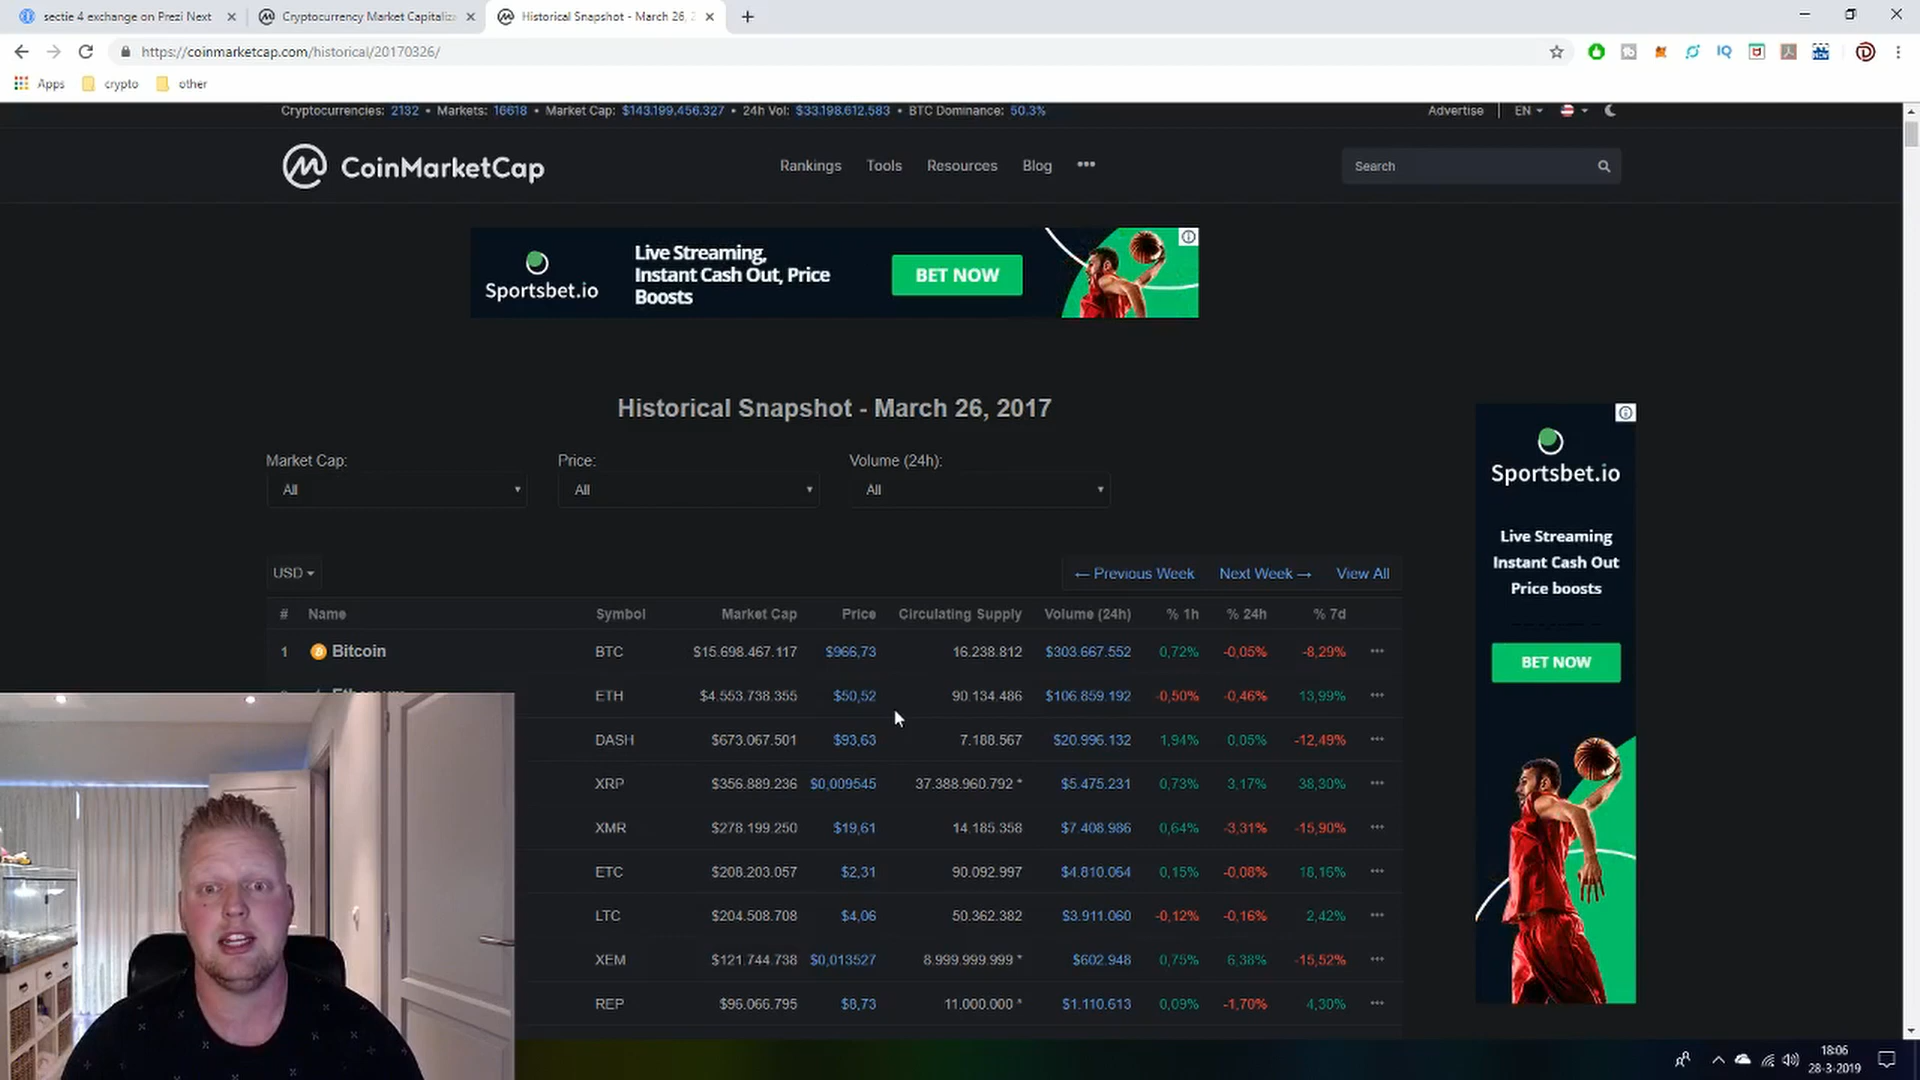 sectie 4 exchange on Prezi Next
Cryptocurrency Market Capitaliza
Historical Snapshot - March 26, 2
https://coinmarketcap.com/historical/20170326/
Apps crypto other
Cryptocurrencies: 2132 • Markets: 16618 • Market Cap: $143.199.456.327 • 24h Vol: $33.198.612.583 • BTC Dominance: 50.3%
Advertise EN
CoinMarketCap
Rankings Tools Resources Blog •••
Search
Sportsbet.io
Live Streaming,
Instant Cash Out, Price
Boosts
BET NOW
Historical Snapshot - March 26, 2017
Market Cap: Price: Volume (24h):
All All All
USD ← Previous Week Next Week → View All
# Name Symbol Market Cap Price Circulating Supply Volume (24h) % 1h % 24h % 7d
1 Bitcoin BTC $15.698.467.117 $966,73 16.238.812 $303.667.552 0,72% -0,05% -8,29% •••
ETH $4.553.738.355 $50,52 90.134.486 $106.859.192 -0,50% -0,46% 13,99% •••
DASH $673.067.501 $93,63 7.188.567 $20.996.132 1,94% 0,05% -12,49% •••
XRP $356.889.236 $0,009545 37.388.960.792 * $5.475.231 0,73% 3,17% 38,30% •••
XMR $278.199.250 $19,61 14.185.358 $7.408.986 0,64% -3,31% -15,90% •••
ETC $208.203.057 $2,31 90.092.997 $4.810.064 0,15% -0,08% 18,16% •••
LTC $204.508.708 $4,06 50.362.382 $3.911.060 -0,12% -0,16% 2,42% •••
XEM $121.744.738 $0,013527 8.999.999.999 * $602.948 0,75% 6,38% -15,52% •••
REP $96.066.795 $8,73 11.000.000 * $1.110.613 0,09% -1,70% 4,30% •••
Sportsbet.io
Live Streaming
Instant Cash Out
Price boosts
BET NOW
18:06
28-3-2019